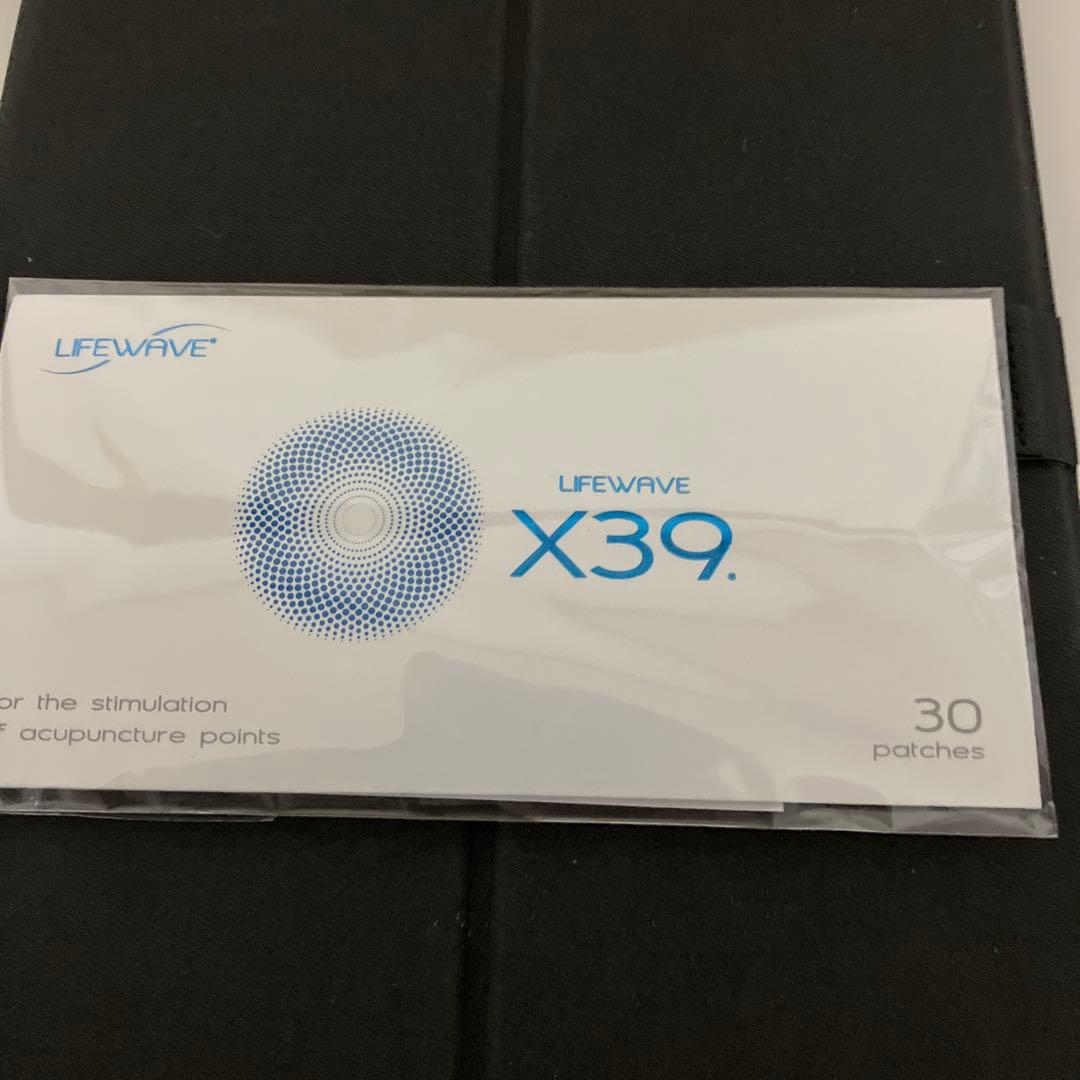 LIFEWAVE®
LIFEWAVE
X39.
or the stimulation
f acupuncture points
30
patches